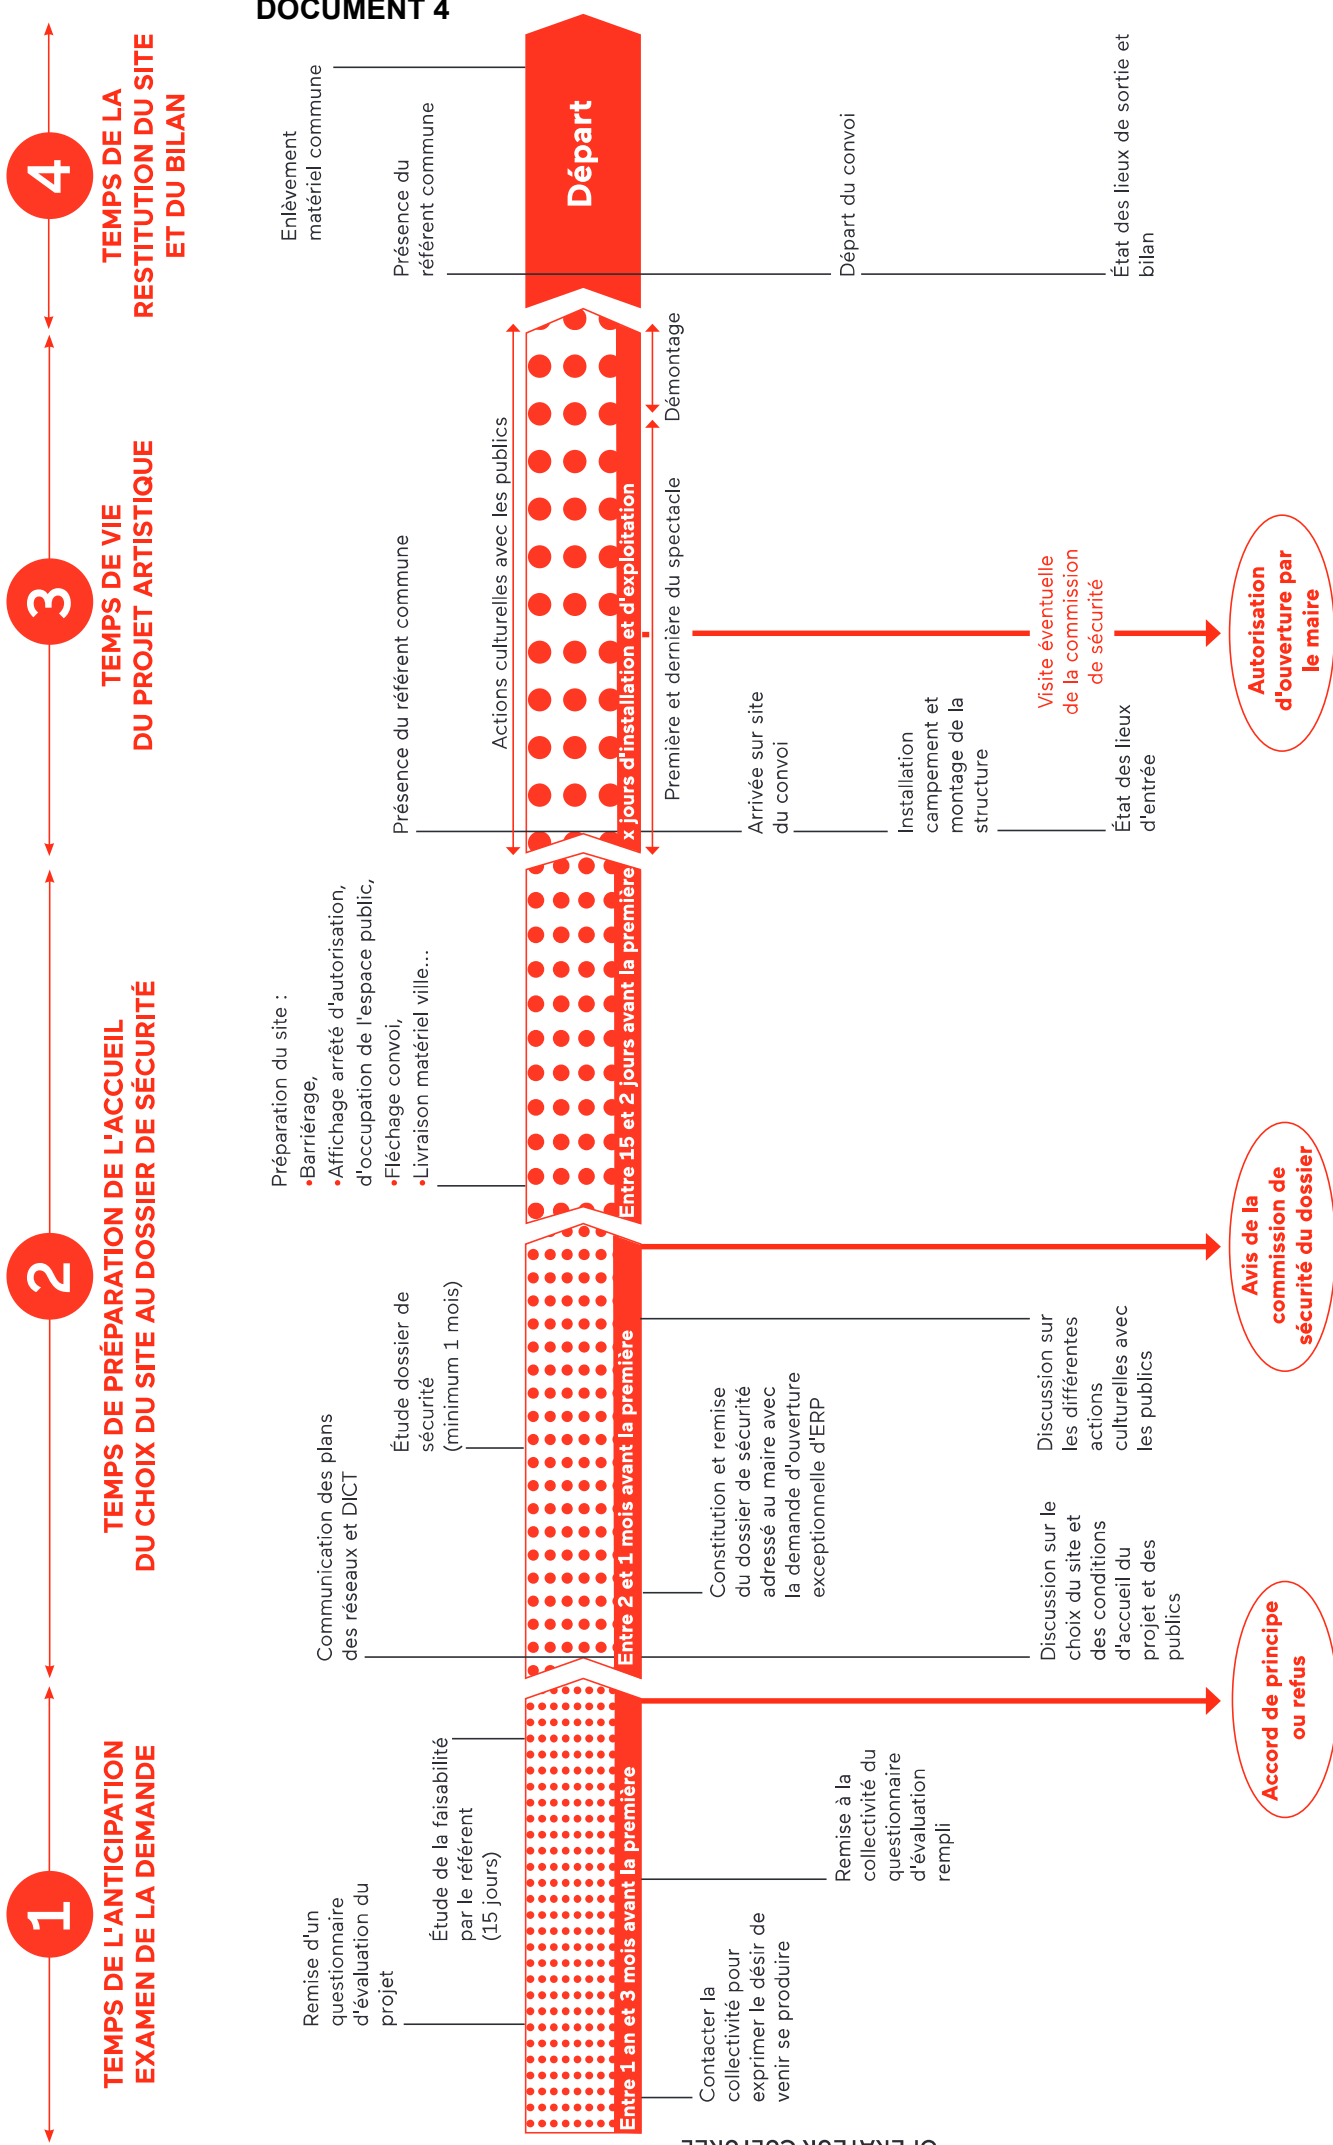 DOCUMENT 4
1
TEMPS DE L'ANTICIPATION
EXAMEN DE LA DEMANDE
2
TEMPS DE PRÉPARATION DE L'ACCUEIL
DU CHOIX DU SITE AU DOSSIER DE SÉCURITÉ
3
TEMPS DE VIE
DU PROJET ARTISTIQUE
4
TEMPS DE LA
RESTITUTION DU SITE
ET DU BILAN
Remise d'un
questionnaire
d'évaluation du
projet
Étude de la faisabilité
par le référent
(15 jours)
Communication des plans
des réseaux et DICT
Étude dossier de
sécurité
(minimum 1 mois)
Préparation du site :
•Barriérage,
•Affichage arrêté d'autorisation,
d'occupation de l'espace public,
•Fléchage convoi,
•Livraison matériel ville...
Présence du référent commune
Actions culturelles avec les publics
Enlèvement
matériel commune
Présence du
référent commune
Entre 1 an et 3 mois avant la première
Entre 2 et 1 mois avant la première
Entre 15 et 2 jours avant la première
x jours d'installation et d'exploitation
Départ
Contacter la
collectivité pour
exprimer le désir de
venir se produire
Remise à la
collectivité du
questionnaire
d'évaluation
rempli
Constitution et remise
du dossier de sécurité
adressé au maire avec
la demande d'ouverture
exceptionnelle d'ERP
Discussion sur le
choix du site et
des conditions
d'accueil du
projet et des
publics
Discussion sur
les différentes
actions
culturelles avec
les publics
Première et dernière du spectacle
Démontage
Arrivée sur site
du convoi
Installation
campement et
montage de la
structure
État des lieux
d'entrée
Visite éventuelle
de la commission
de sécurité
Départ du convoi
État des lieux de sortie et
bilan
Accord de principe
ou refus
Avis de la
commission de
sécurité du dossier
Autorisation
d'ouverture par
le maire